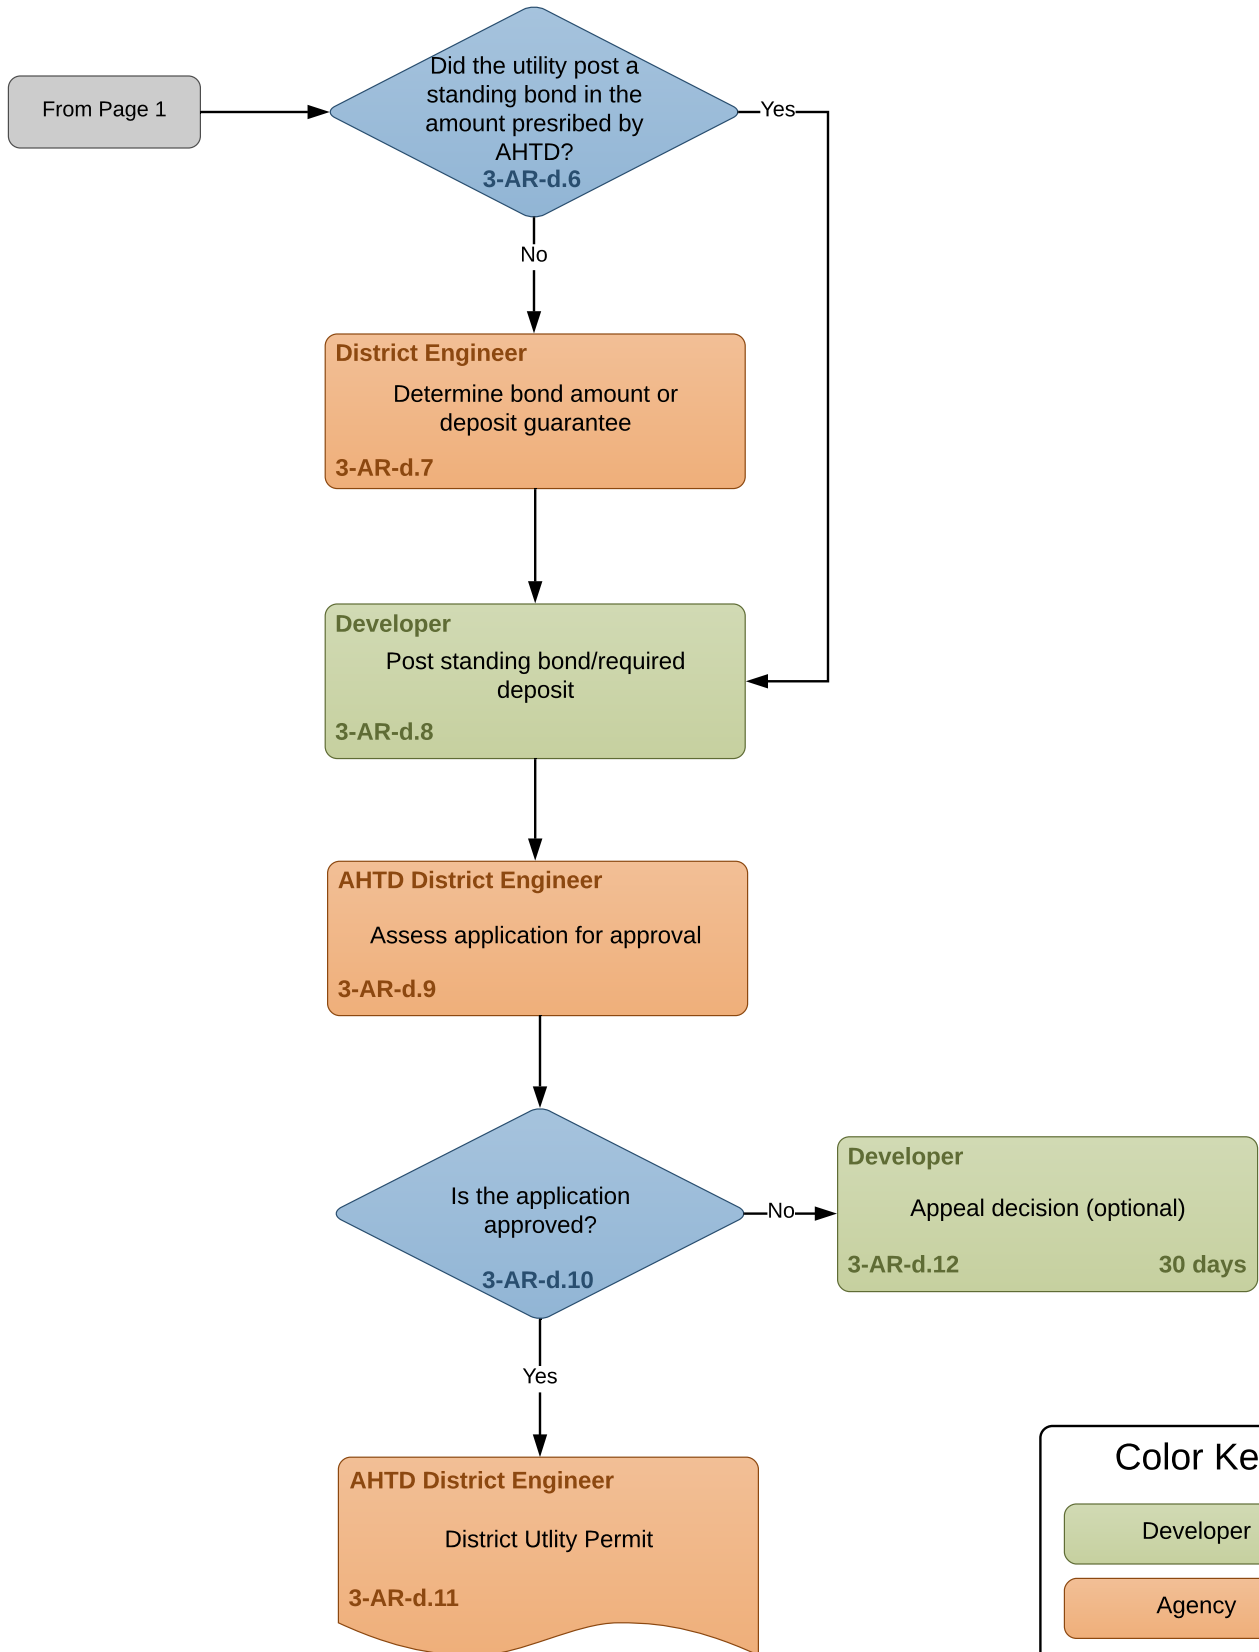 From Page 1
Did the utility post a
standing bond in the
amount presribed by
AHTD?
3-AR-d.6
Yes
No
District Engineer
Determine bond amount or
deposit guarantee
3-AR-d.7
Developer
Post standing bond/required
deposit
3-AR-d.8
AHTD District Engineer
Assess application for approval
3-AR-d.9
Is the application
approved?
3-AR-d.10
No
Developer
Appeal decision (optional)
3-AR-d.12 30 days
Yes
AHTD District Engineer
District Utlity Permit
3-AR-d.11
Color Ke
Developer
Agency